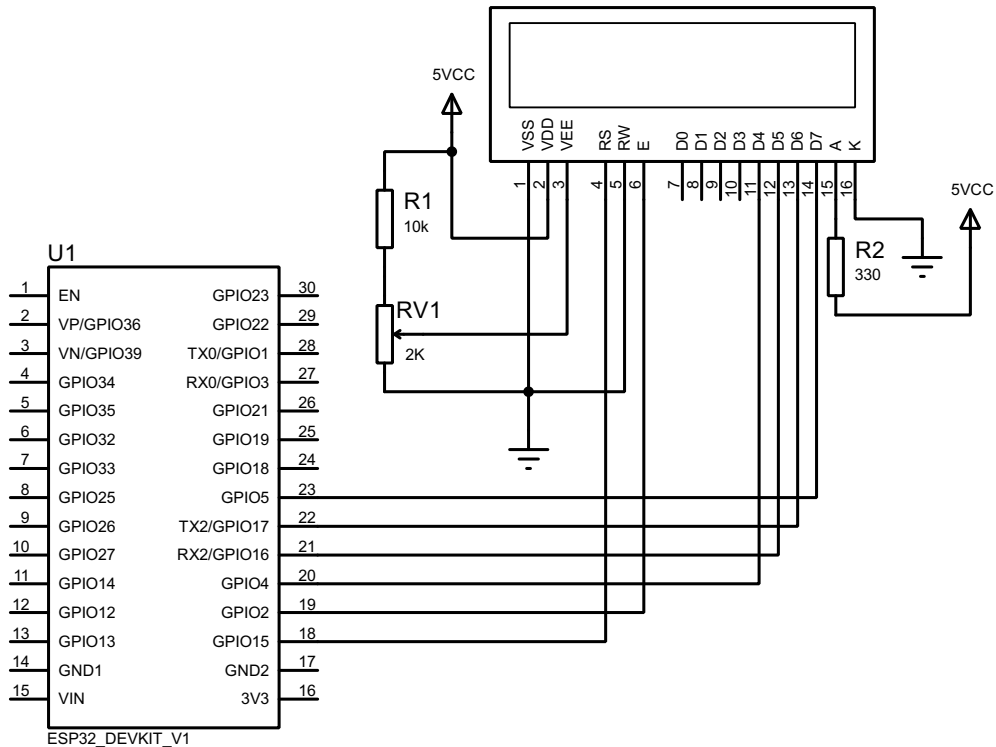 5VCC
VSS
VDD
VEE
RS
RW
E
D0
D1
D2
D3
D4
D5
D6
D7
A
K
1
2
3
4
5
6
7
8
9
10
11
12
13
14
15
16
5VCC
R1
10k
R2
330
RV1
2K
U1
1 EN GPIO23 30
2 VP/GPIO36 GPIO22 29
3 VN/GPIO39 TX0/GPIO1 28
4 GPIO34 RX0/GPIO3 27
5 GPIO35 GPIO21 26
6 GPIO32 GPIO19 25
7 GPIO33 GPIO18 24
8 GPIO25 GPIO5 23
9 GPIO26 TX2/GPIO17 22
10 GPIO27 RX2/GPIO16 21
11 GPIO14 GPIO4 20
12 GPIO12 GPIO2 19
13 GPIO13 GPIO15 18
14 GND1 GND2 17
15 VIN 3V3 16
ESP32_DEVKIT_V1